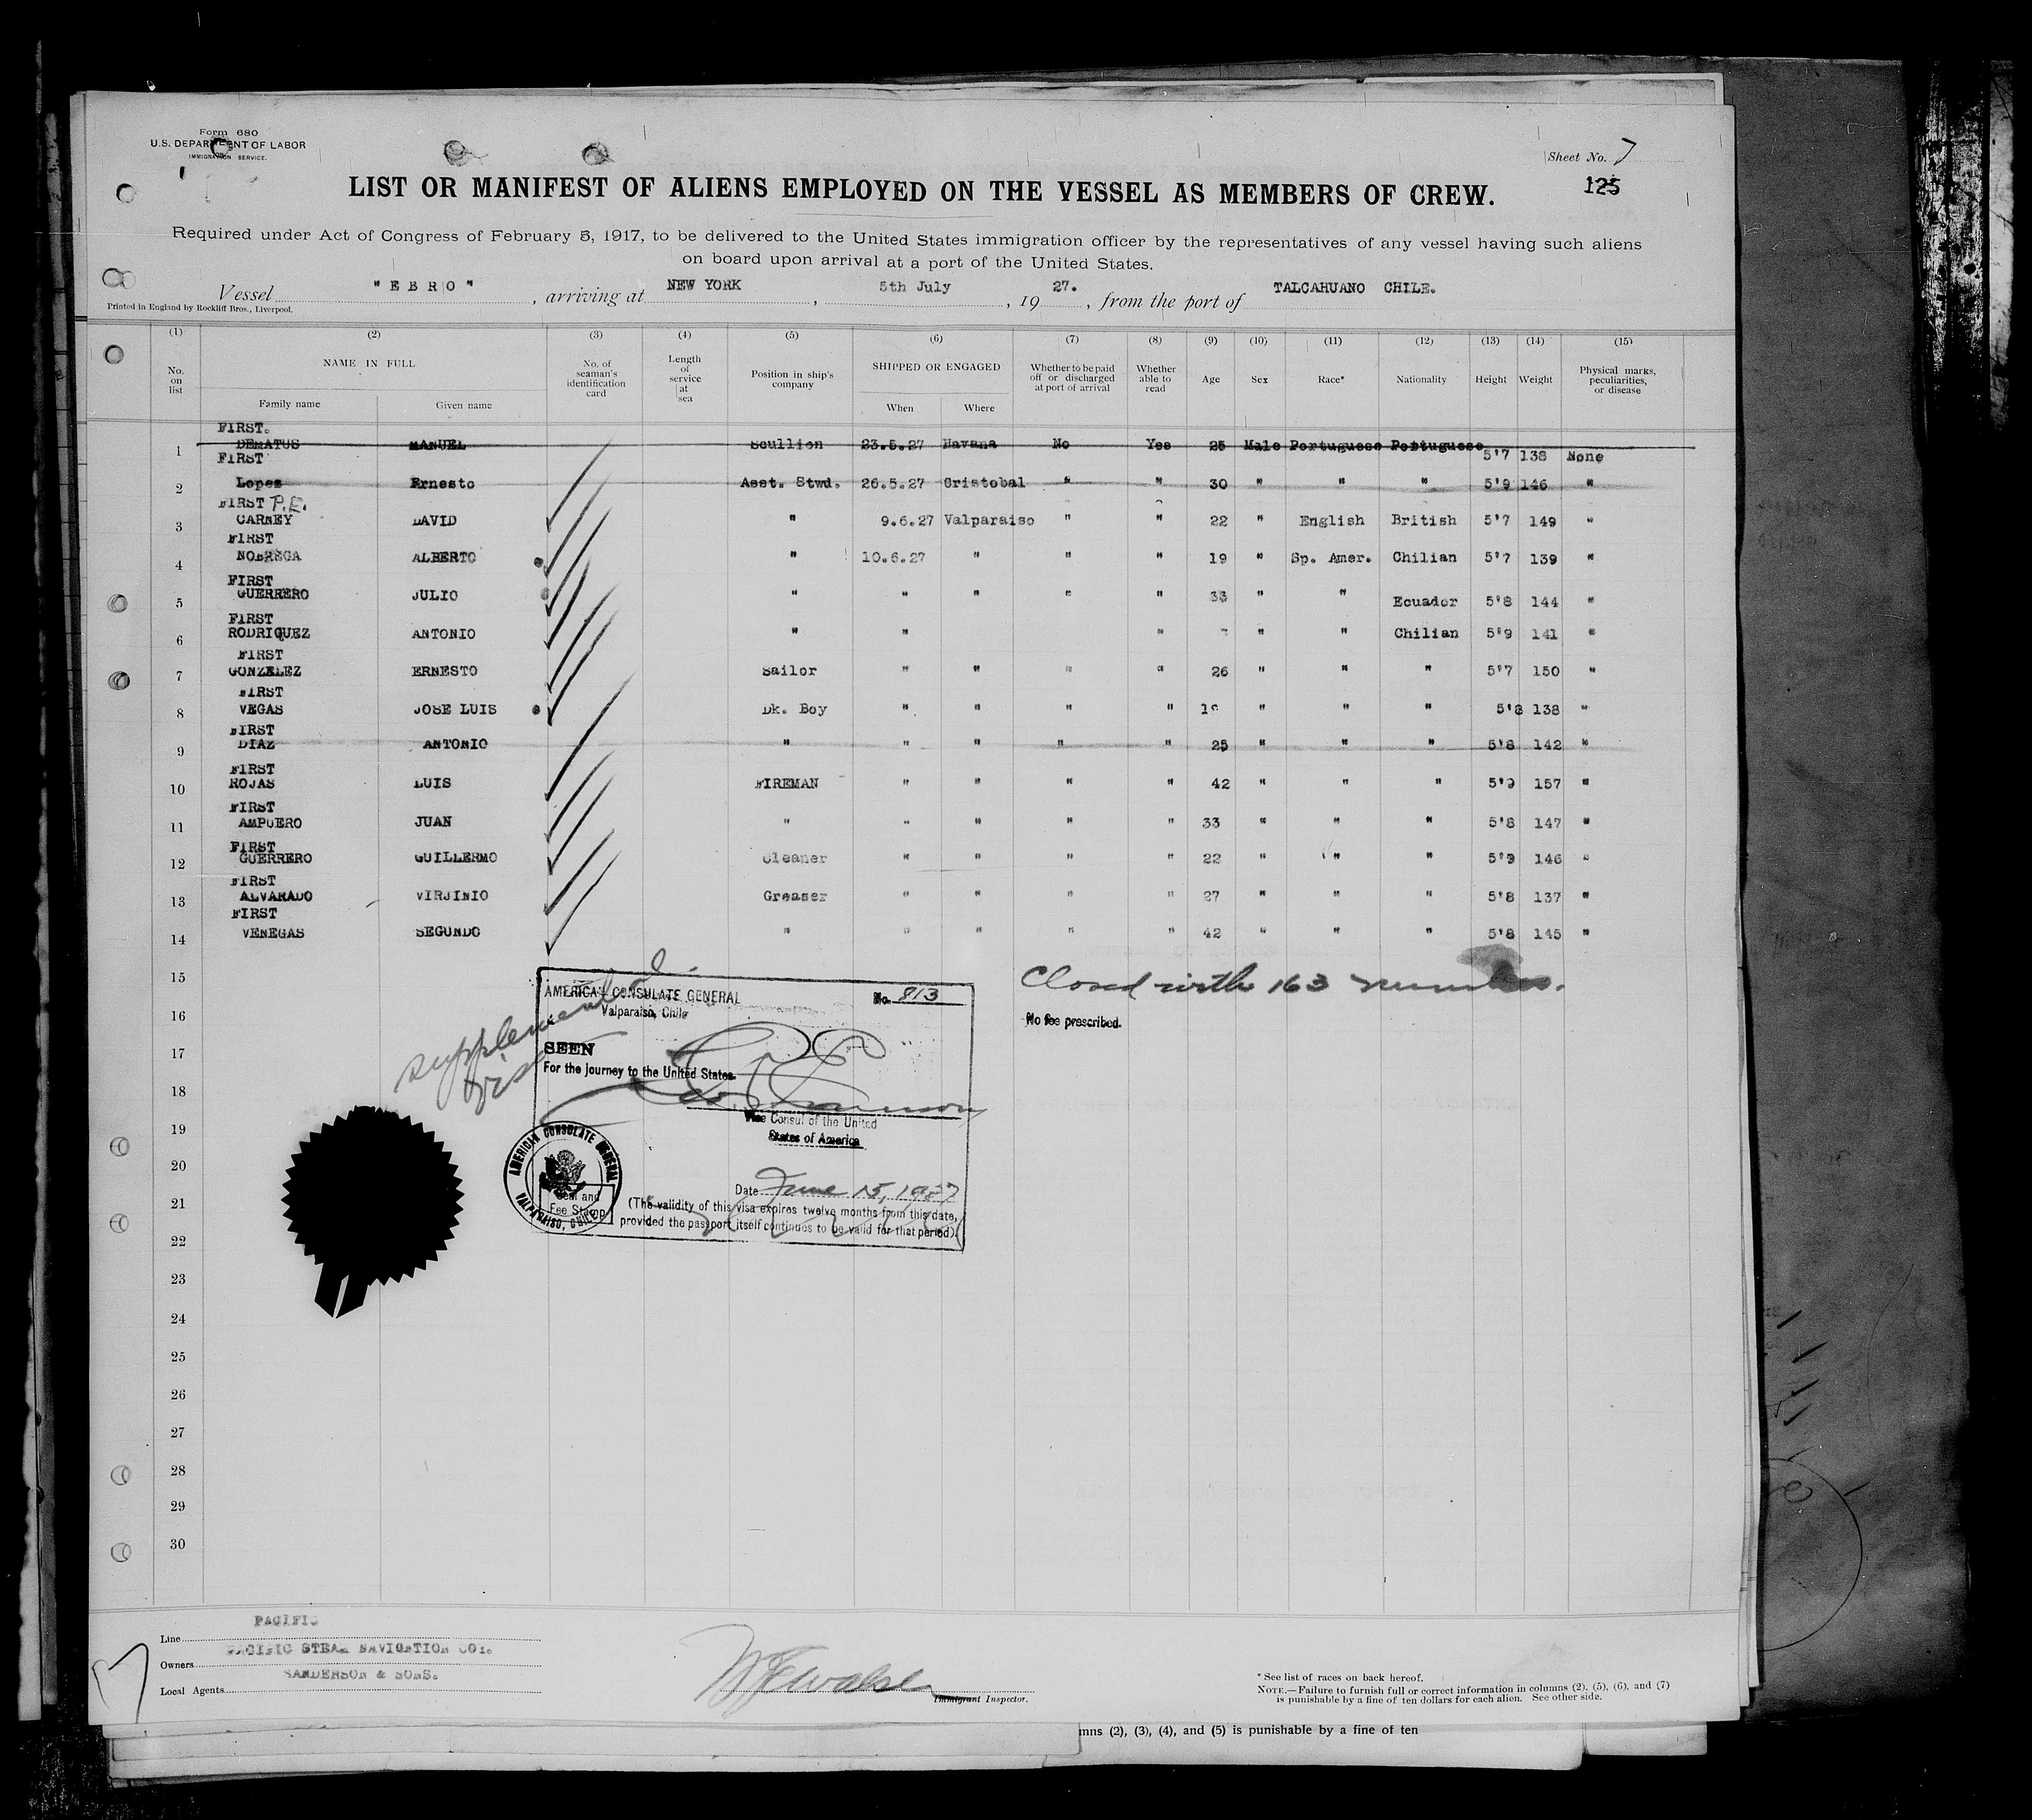 Form 680
U.S. DEPARTMENT OF LABOR
IMMIGRATION SERVICE.
Sheet No. 7
125
LIST OR MANIFEST OF ALIENS EMPLOYED ON THE VESSEL AS MEMBERS OF CREW.
Required under Act of Congress of February 5, 1917, to be delivered to the United States immigration officer by the representatives of any vessel having such aliens
on board upon arrival at a port of the United States.
Vessel " E B R O " , arriving at NEW YORK , 5th July , 19 27. , from the port of TALCAHUANO CHILE.
Printed in England by Rockliff Bros., Liverpool.
(1) (2) (3) (4) (5) (6) (7) (8) (9) (10) (11) (12) (13) (14) (15)
No. on list NAME IN FULL No. of seaman's identification card Length of service at sea Position in ship's company SHIPPED OR ENGAGED Whether to be paid off or discharged at port of arrival Whether able to read Age Sex Race* Nationality Height Weight Physical marks, peculiarities, or disease
Family name Given name When Where
FIRST.
1 DEMATOS MANUEL Scullion 23.5.27 Havana No Yes 25 Male Portuguese Portuguese 5'7 138 None
FIRST
2 Lopez Ernesto Asst. Stwd. 26.5.27 Cristobal " " 30 " " " 5'9 146 "
FIRST P.E.
3 CARNEY DAVID " 9.6.27 Valparaiso " " 22 " English British 5'7 149 "
FIRST
4 NOBREGA ALBERTO " 10.6.27 " " " 19 " Sp. Amer. Chilian 5'7 139 "
FIRST
5 GUERRERO JULIO " " " " " 33 " " Ecuador 5'8 144 "
FIRST
6 RODRIQUEZ ANTONIO " " " " " Chilian 5'9 141 "
FIRST
7 GONZELEZ ERNESTO Sailor " " " " 26 " " " 5'7 150 "
FIRST
8 VEGAS JOSE LUIS Dk. Boy " " " " " " " 5'8 138 "
FIRST
9 DIAZ ANTONIO " " " " " 25 " " " 5'8 142 "
FIRST
10 ROJAS LUIS FIREMAN " " " " 42 " " " 5'9 157 "
FIRST
11 AMPUERO JUAN " " " " " 33 " " " 5'8 147 "
FIRST
12 GUERRERO GUILLERMO Cleaner " " " " 22 " " " 5'9 146 "
FIRST
13 ALVARADO VIRJINIO Greaser " " " " 27 " " " 5'8 137 "
FIRST
14 VENEGAS SEGUNDO " " " " " 42 " " " 5'8 145 "
15
16
17
18
19
20
21
22
23
24
25
26
27
28
29
30
Closed with 163
No fee prescribed.
supplemental
visa
AMERICAN CONSULATE GENERAL No. 813
Valparaiso, Chile
SEEN
For the journey to the United States.
Vice Consul of the United
States of America
AMERICAN CONSULATE GENERAL
VALPARAISO, CHILE
Seal and
Fee Stamp
Date June 15, 1927
(The validity of this visa expires twelve months from this date,
provided the passport itself continues to be valid for that period).
Line PACIFIC
Owners PACIFIC STEAM NAVIGATION CO.
Local Agents SANDERSON & SONS.
Immigrant Inspector.
* See list of races on back hereof.
NOTE.—Failure to furnish full or correct information in columns (2), (5), (6), and (7)
is punishable by a fine of ten dollars for each alien. See other side.
mns (2), (3), (4), and (5) is punishable by a fine of ten